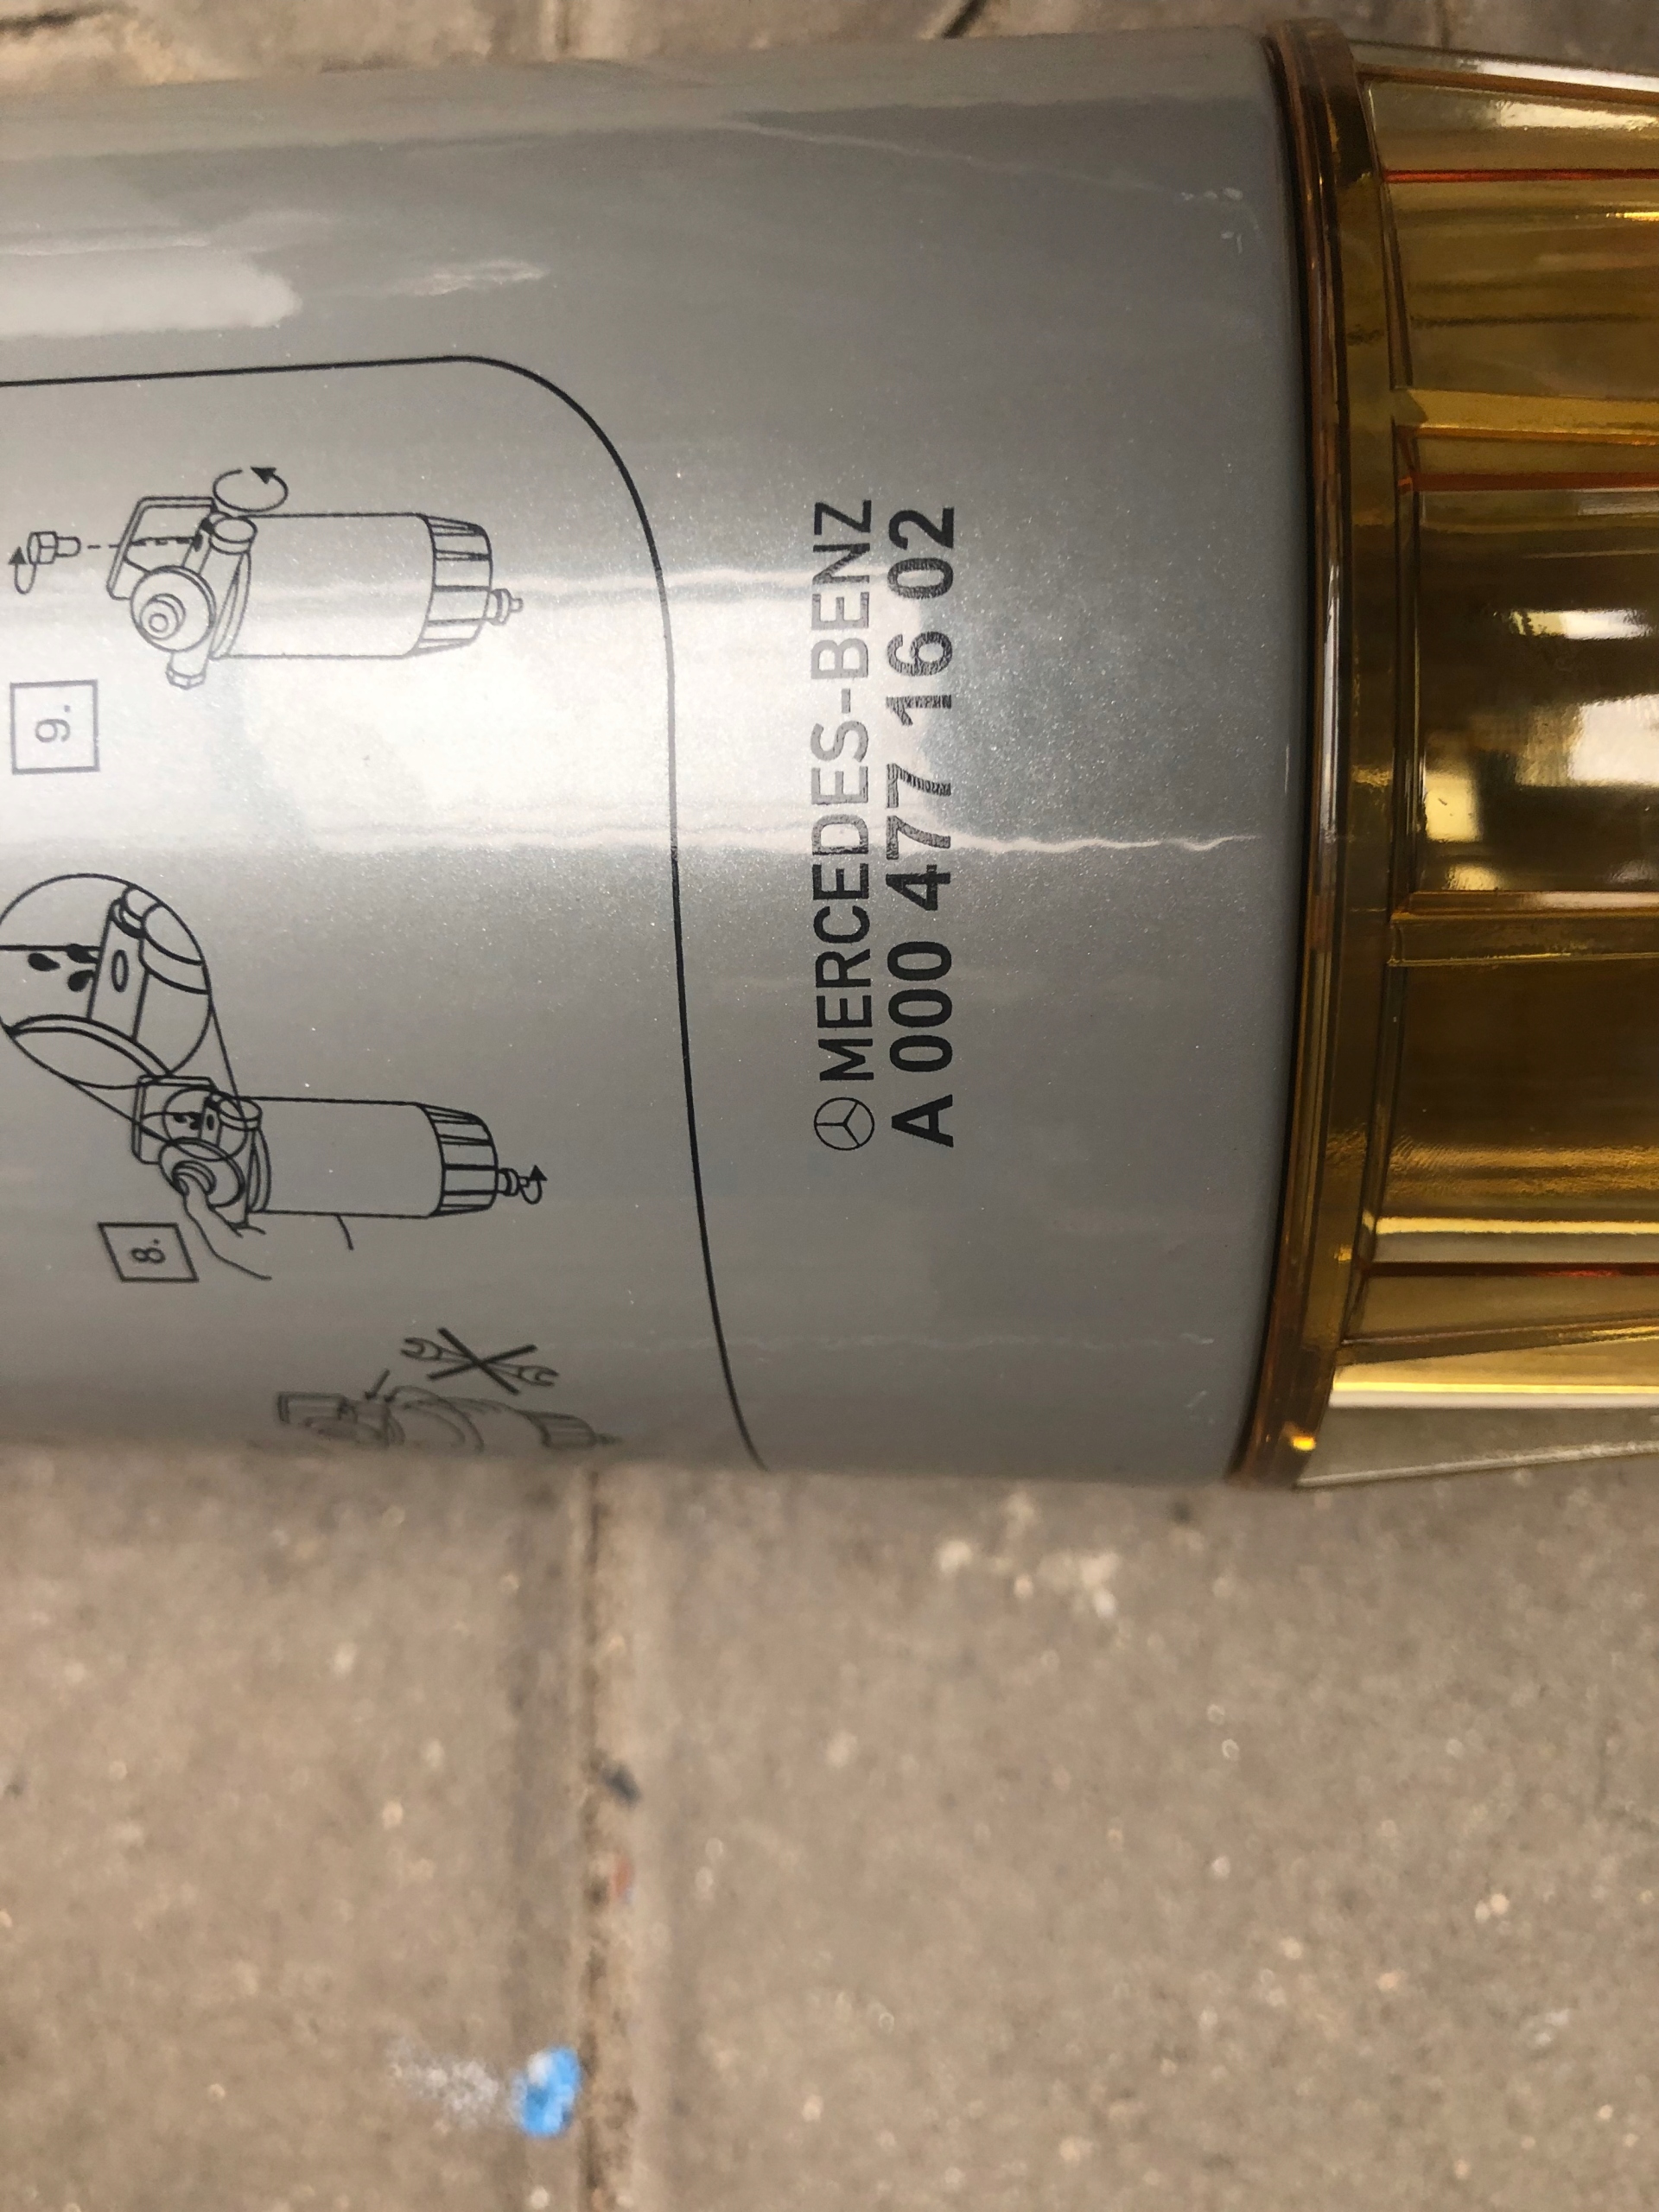 8.
9.
MERCEDES-BENZ
A 000 477 16 02